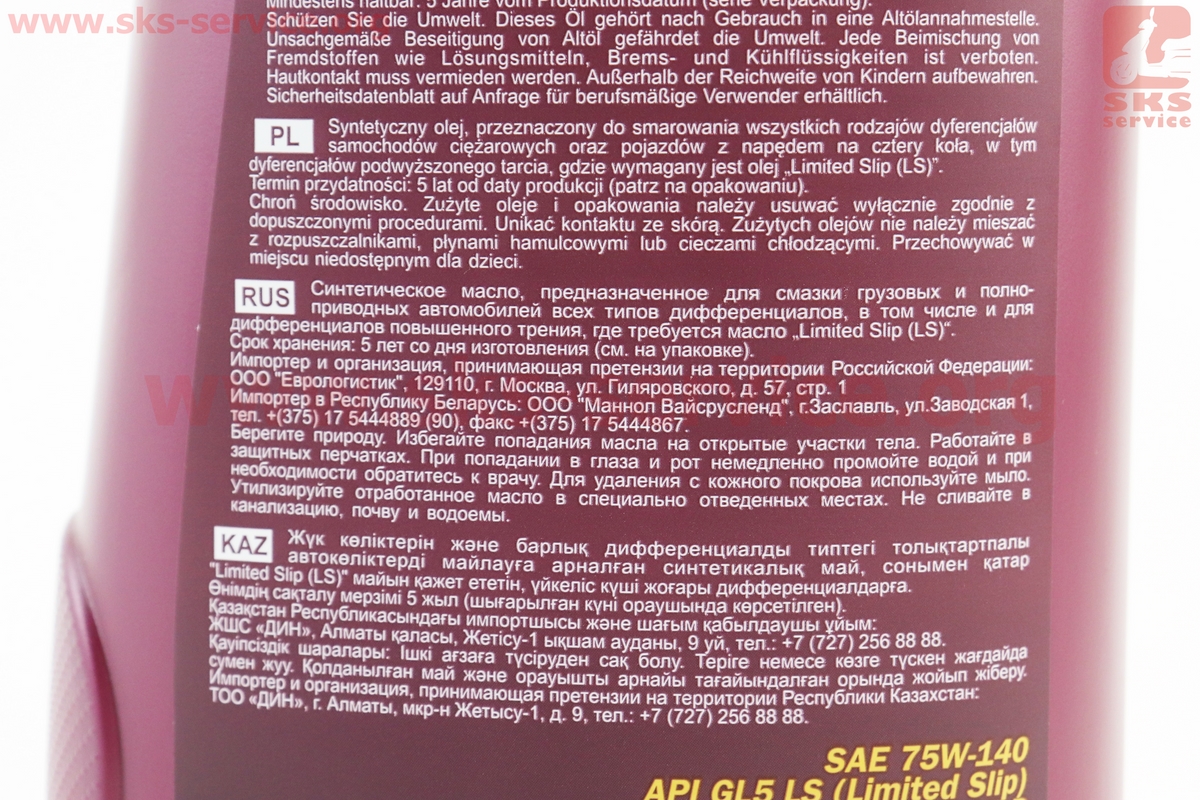 www.sks-service.org
SKS
service
Mindestens haltbar: 5 Jahre vom Produktionsdatum (siehe Verpackung).
Schützen Sie die Umwelt. Dieses Öl gehört nach Gebrauch in eine Altölannahmestelle.
Unsachgemäße Beseitigung von Altöl gefährdet die Umwelt. Jede Beimischung von
Fremdstoffen wie Lösungsmitteln, Brems- und Kühlflüssigkeiten ist verboten.
Hautkontakt muss vermieden werden. Außerhalb der Reichweite von Kindern aufbewahren.
Sicherheitsdatenblatt auf Anfrage für berufsmäßige Verwender erhältlich.
PL Syntetyczny olej, przeznaczony do smarowania wszystkich rodzajów dyferencjałów
samochodów ciężarowych oraz pojazdów z napędem na cztery koła, w tym
dyferencjałów podwyższonego tarcia, gdzie wymagany jest olej „Limited Slip (LS)”.
Termin przydatności: 5 lat od daty produkcji (patrz na opakowaniu).
Chroń środowisko. Zużyte oleje i opakowania należy usuwać wyłącznie zgodnie z
dopuszczonymi procedurami. Unikać kontaktu ze skórą. Zużytych olejów nie należy mieszać
z rozpuszczalnikami, płynami hamulcowymi lub cieczami chłodzącymi. Przechowywać w
miejscu niedostępnym dla dzieci.
RUS Синтетическое масло, предназначенное для смазки грузовых и полно-
приводных автомобилей всех типов дифференциалов, в том числе и для
дифференциалов повышенного трения, где требуется масло „Limited Slip (LS)“.
Срок хранения: 5 лет со дня изготовления (см. на упаковке).
Импортер и организация, принимающая претензии на территории Российской Федерации:
ООО "Еврологистик", 129110, г. Москва, ул. Гиляровского, д. 57, стр. 1
Импортер в Республику Беларусь: ООО "Маннол Вайсрусленд", г.Заславль, ул.Заводская 1,
тел. +(375) 17 5444889 (90), факс +(375) 17 5444867.
Берегите природу. Избегайте попадания масла на открытые участки тела. Работайте в
защитных перчатках. При попадании в глаза и рот немедленно промойте водой и при
необходимости обратитесь к врачу. Для удаления с кожного покрова используйте мыло.
Утилизируйте отработанное масло в специально отведенных местах. Не сливайте в
канализацию, почву и водоемы.
KAZ Жүк көліктерін және барлық дифференциалды типтегі толықтартпалы
автокөліктерді майлауға арналған синтетикалық май, сонымен қатар
"Limited Slip (LS)" майын қажет ететін, үйкеліс күші жоғары дифференциалдарға.
Өнімдің сақталу мерзімі 5 жыл (шығарылған күні ораушында көрсетілген).
Қазақстан Республикасындағы импортшысы және шағым қабылдаушы ұйым:
ЖШС «ДИН», Алматы қаласы, Жетісу-1 ықшам ауданы, 9 үй, тел.: +7 (727) 256 88 88.
Қауіпсіздік шаралары: Ішкі ағзаға түсіруден сақ болу. Теріге немесе көзге түскен жағдайда
сумен жуу. Қолданылған май және орауышты арнайы тағайындалған орында жойып жіберу.
Импортер и организация, принимающая претензии на территории Республики Казахстан:
ТОО «ДИН», г. Алматы, мкр-н Жетысу-1, д. 9, тел.: +7 (727) 256 88 88.
SAE 75W-140
API GL5 LS (Limited Slip)